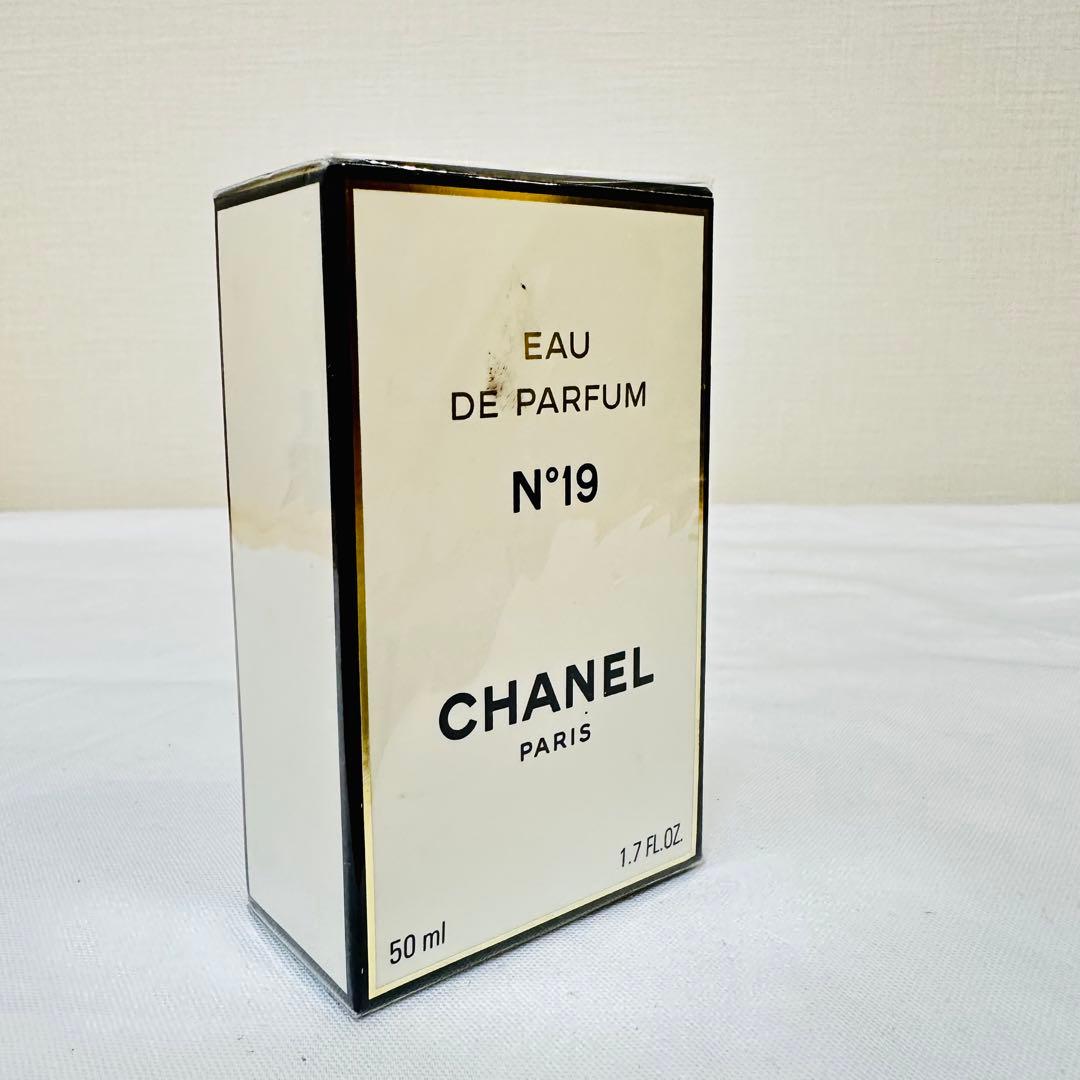 EAU
DE PARFUM
N°19
CHANEL
PARIS
1.7 FL.OZ.
50 ml